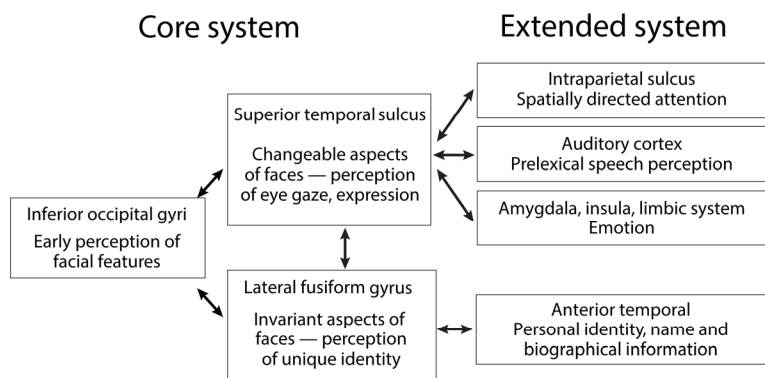 Core system
Extended system
Inferior occipital gyri
Early perception of
facial features
Superior temporal sulcus
Changeable aspects
of faces — perception
of eye gaze, expression
Lateral fusiform gyrus
Invariant aspects of
faces — perception
of unique identity
Intraparietal sulcus
Spatially directed attention
Auditory cortex
Prelexical speech perception
Amygdala, insula, limbic system
Emotion
Anterior temporal
Personal identity, name and
biographical information